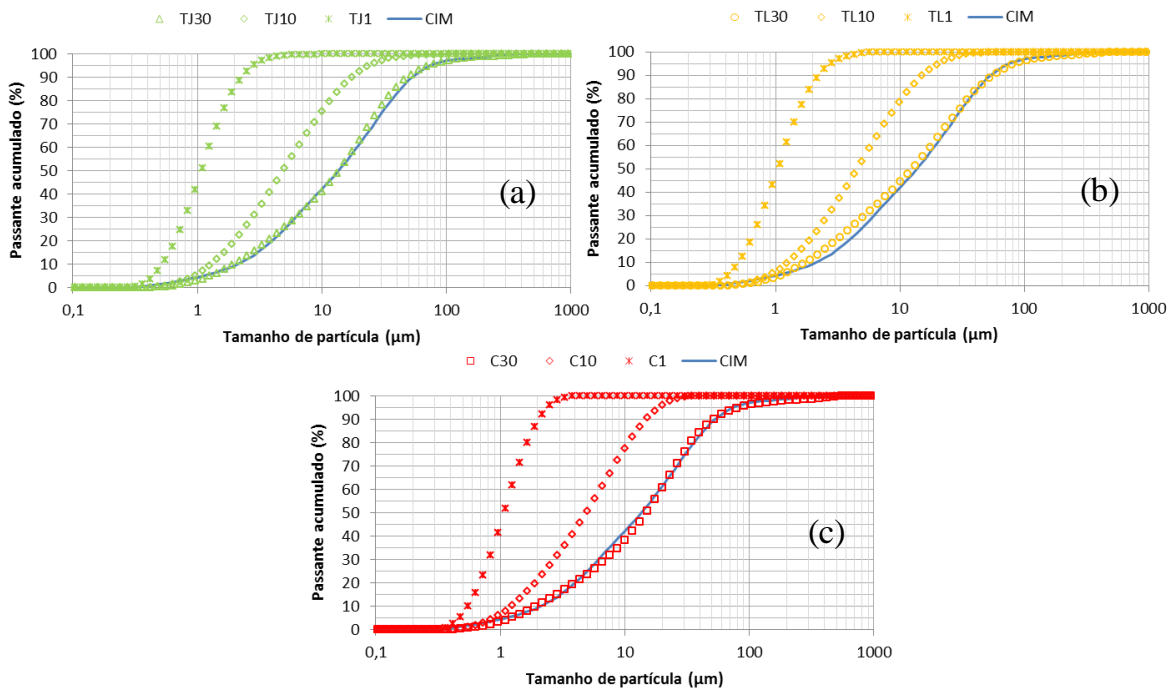 TJ30 TJ10 TJ1 CIM
Passante acumulado (%)
100
90
80
70
60
50
40
30
20
10
0
0,1 1 10 100 1000
Tamanho de partícula (µm)
(a)
TL30 TL10 TL1 CIM
Passante acumulado (%)
100
90
80
70
60
50
40
30
20
10
0
0,1 1 10 100 1000
Tamanho de partícula (µm)
(b)
C30 C10 C1 CIM
Passante acumulado (%)
100
90
80
70
60
50
40
30
20
10
0
0,1 1 10 100 1000
Tamanho de partícula (µm)
(c)